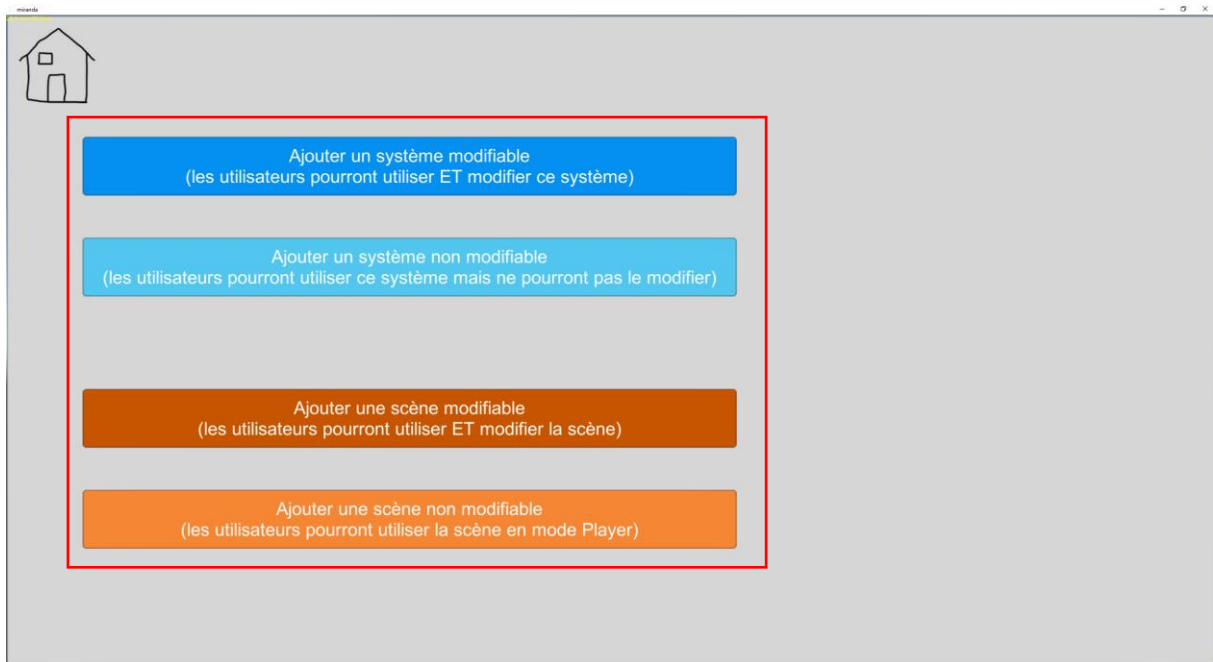 miranda
Ajouter un système modifiable
(les utilisateurs pourront utiliser ET modifier ce système)
Ajouter un système non modifiable
(les utilisateurs pourront utiliser ce système mais ne pourront pas le modifier)
Ajouter une scène modifiable
(les utilisateurs pourront utiliser ET modifier la scène)
Ajouter une scène non modifiable
(les utilisateurs pourront utiliser la scène en mode Player)